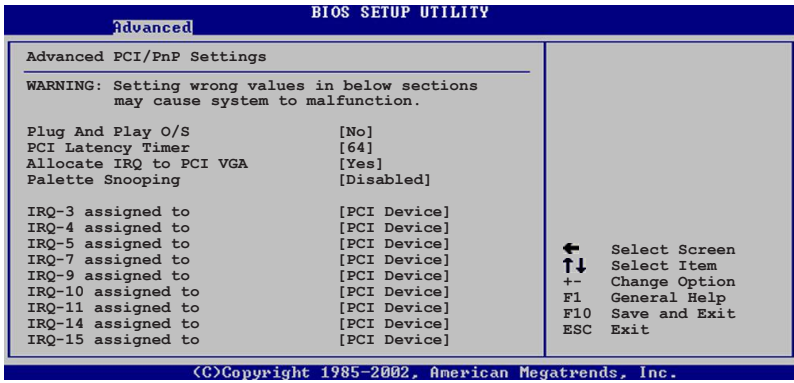 BIOS SETUP UTILITY
Advanced
Advanced PCI/PnP Settings
WARNING: Setting wrong values in below sections
may cause system to malfunction.
Plug And Play O/S [No]
PCI Latency Timer [64]
Allocate IRQ to PCI VGA [Yes]
Palette Snooping [Disabled]
IRQ-3 assigned to [PCI Device]
IRQ-4 assigned to [PCI Device]
IRQ-5 assigned to [PCI Device]
IRQ-7 assigned to [PCI Device]
IRQ-9 assigned to [PCI Device]
IRQ-10 assigned to [PCI Device]
IRQ-11 assigned to [PCI Device]
IRQ-14 assigned to [PCI Device]
IRQ-15 assigned to [PCI Device]
← Select Screen
↑↓ Select Item
+- Change Option
F1 General Help
F10 Save and Exit
ESC Exit
(C)Copyright 1985-2002, American Megatrends, Inc.